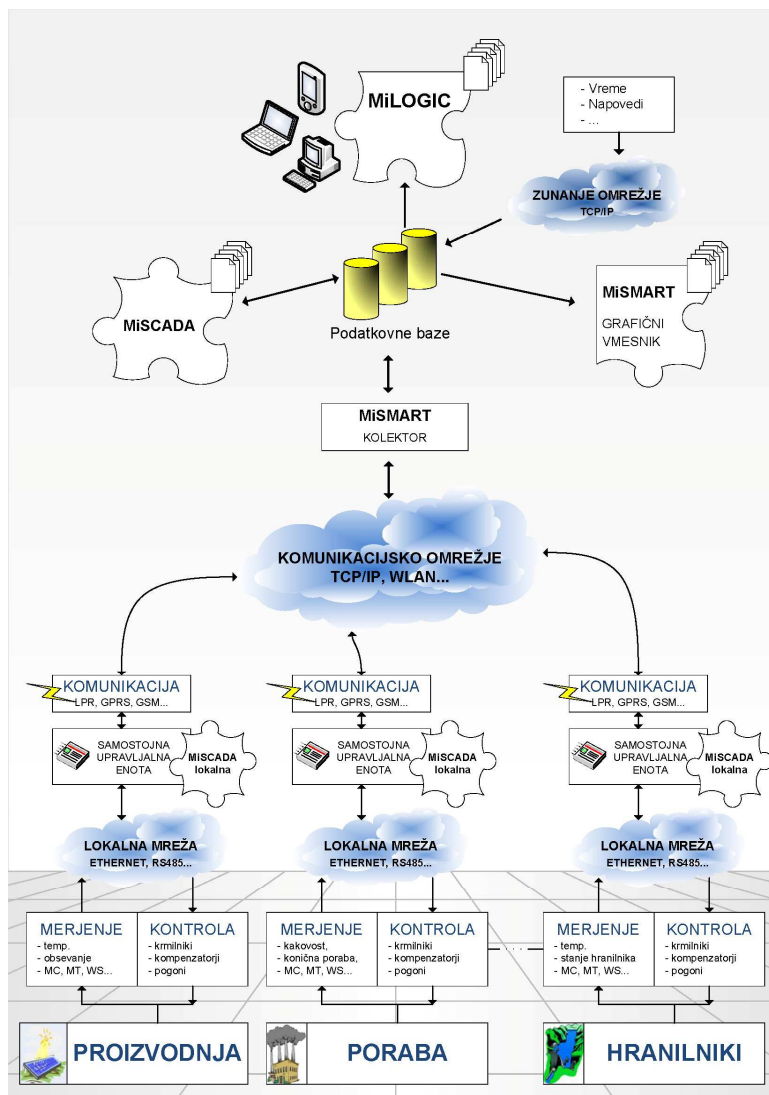 MiLOGIC
- Vreme
- Napovedi
- ...
ZUNANJE OMREŽJE
TCP/IP
MiSCADA
Podatkovne baze
MiSMART
GRAFIČNI
VMESNIK
MiSMART
KOLEKTOR
KOMUNIKACIJSKO OMREŽJE
TCP/IP, WLAN...
KOMUNIKACIJA
LPR, GPRS, GSM...
SAMOSTOJNA
UPRAVLJALNA
ENOTA
MiSCADA
lokalna
LOKALNA MREŽA
ETHERNET, RS485...
MERJENJE
- temp.
- obsevanje
- MC, MT, WS...
KONTROLA
- krmilniki
- kompenzatorji
- pogoni
PROIZVODNJA
KOMUNIKACIJA
LPR, GPRS, GSM...
SAMOSTOJNA
UPRAVLJALNA
ENOTA
MiSCADA
lokalna
LOKALNA MREŽA
ETHERNET, RS485...
MERJENJE
- kakovost,
- konična poraba,
- MC, MT, WS...
KONTROLA
- krmilniki
- kompenzatorji
- pogoni
PORABA
KOMUNIKACIJA
LPR, GPRS, GSM...
SAMOSTOJNA
UPRAVLJALNA
ENOTA
MiSCADA
lokalna
LOKALNA MREŽA
ETHERNET, RS485...
MERJENJE
- temp.
- stanje hranilnika
- MC, MT, WS...
KONTROLA
- krmilniki
- kompenzatorji
- pogoni
HRANILNIKI